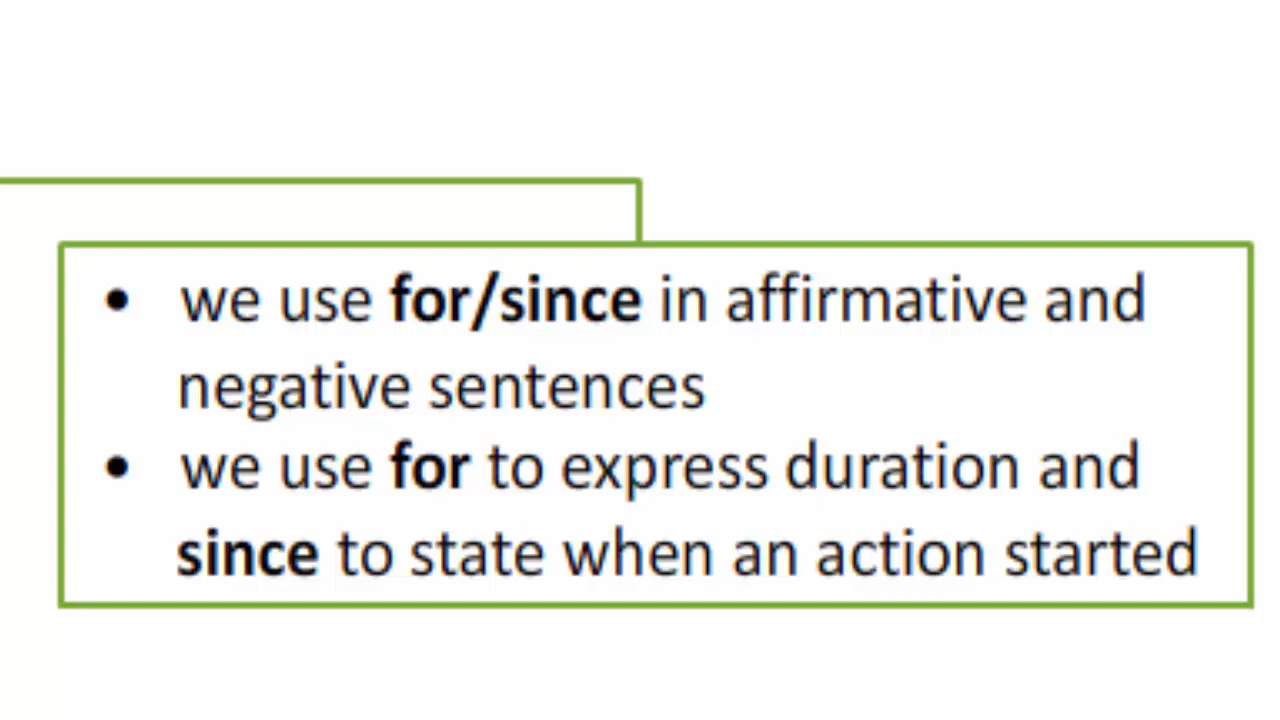 • we use for/since in affirmative and
negative sentences
• we use for to express duration and
since to state when an action started